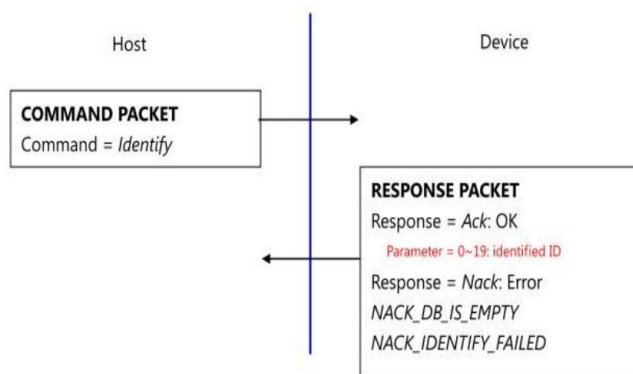 Host
Device
COMMAND PACKET
Command = Identify
RESPONSE PACKET
Response = Ack: OK
Parameter = 0~19: identified ID
Response = Nack: Error
NACK_DB_IS_EMPTY
NACK_IDENTIFY_FAILED